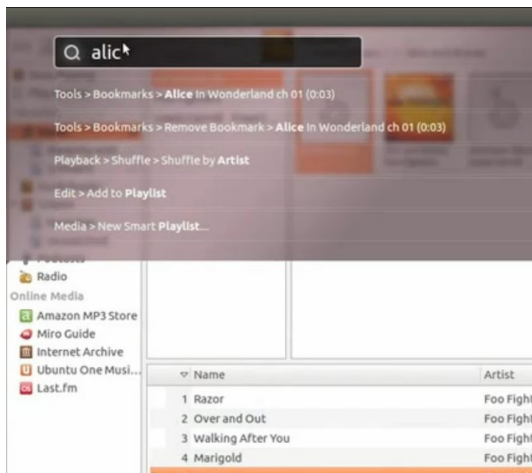 alic
Tools > Bookmarks > Alice In Wonderland ch 01 (0:03)
Tools > Bookmarks > Remove Bookmark > Alice In Wonderland ch 01 (0:03)
Playback > Shuffle > Shuffle by Artist
Edit > Add to Playlist
Media > New Smart Playlist...
Podcasts
Radio
Online Media
Amazon MP3 Store
Miro Guide
Internet Archive
Ubuntu One Musi...
Last.fm
Name Artist
1 Razor Foo Figh
2 Over and Out Foo Figh
3 Walking After You Foo Figh
4 Marigold Foo Figh